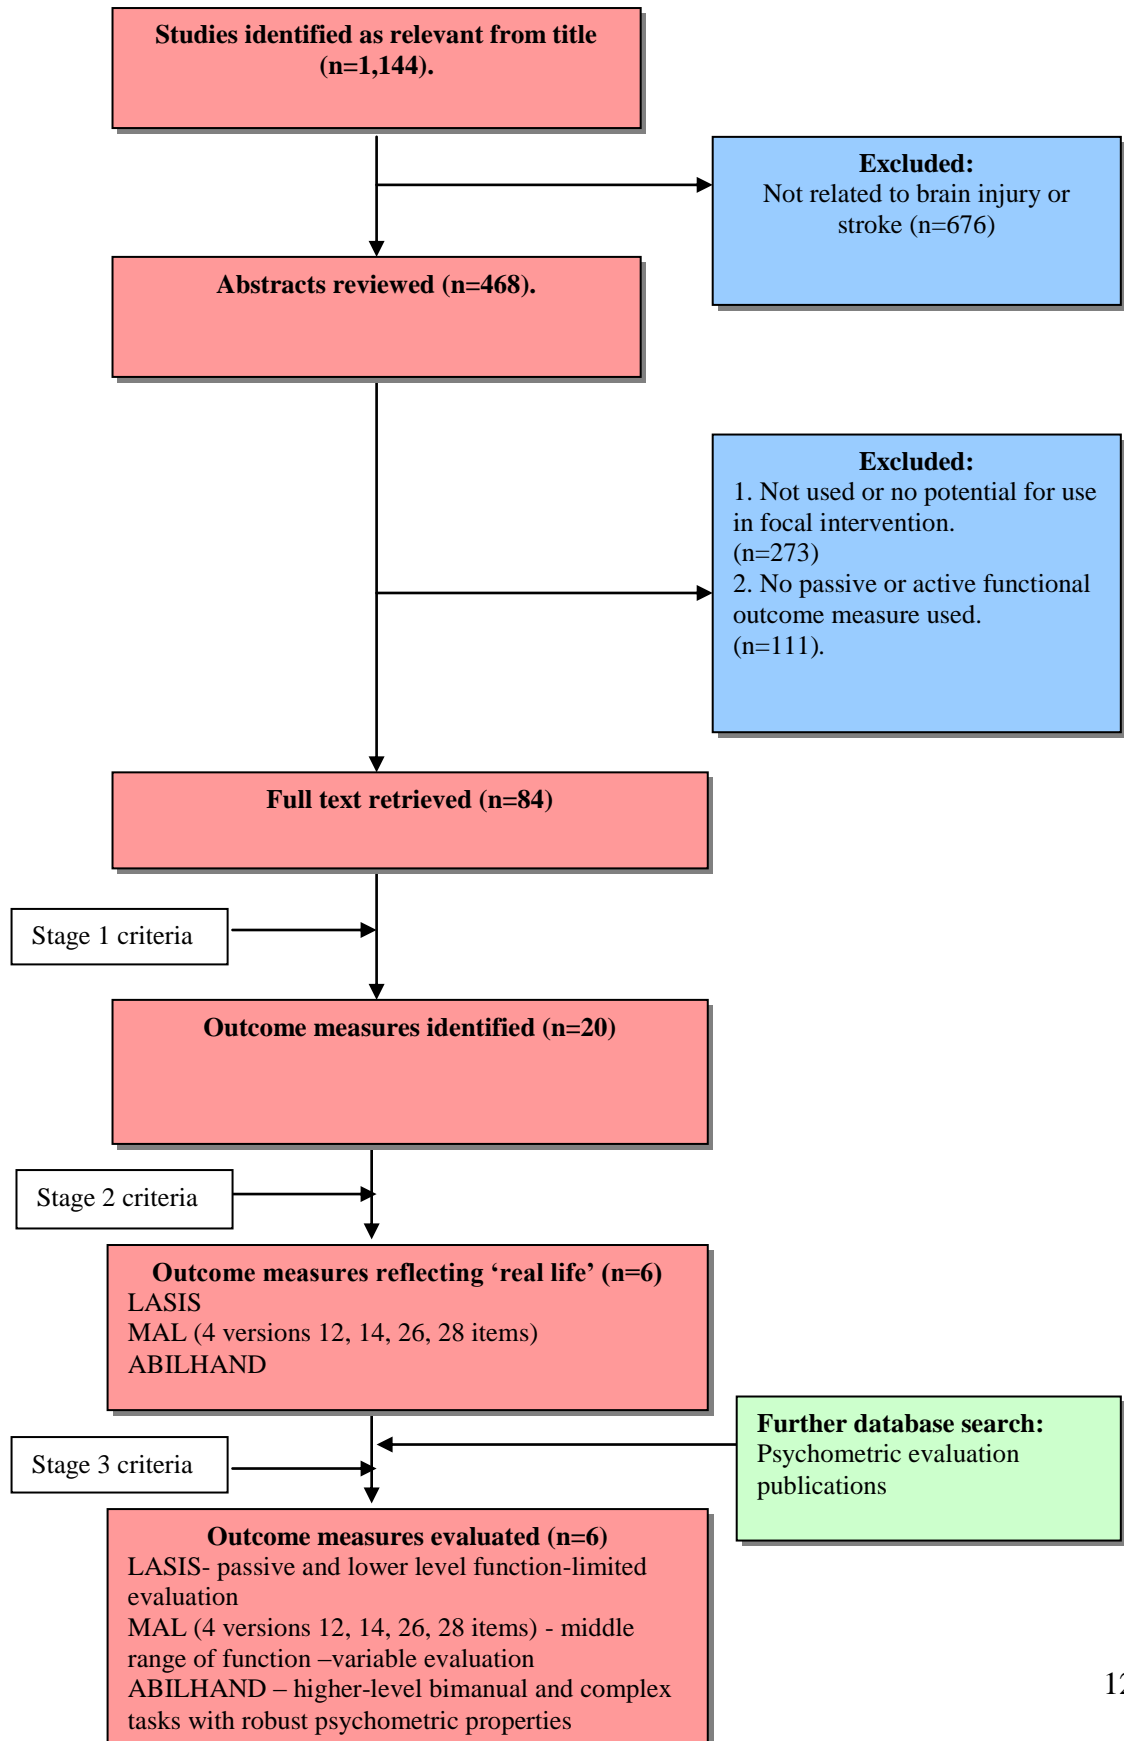 Studies identified as relevant from title
(n=1,144).
Excluded:
Not related to brain injury or
stroke (n=676)
Abstracts reviewed (n=468).
Excluded:
1. Not used or no potential for use
in focal intervention.
(n=273)
2. No passive or active functional
outcome measure used.
(n=111).
Full text retrieved (n=84)
Stage 1 criteria
Outcome measures identified (n=20)
Stage 2 criteria
Outcome measures reflecting ‘real life’ (n=6)
LASIS
MAL (4 versions 12, 14, 26, 28 items)
ABILHAND
Further database search:
Psychometric evaluation
publications
Stage 3 criteria
Outcome measures evaluated (n=6)
LASIS- passive and lower level function-limited
evaluation
MAL (4 versions 12, 14, 26, 28 items) - middle
range of function –variable evaluation
ABILHAND – higher-level bimanual and complex
tasks with robust psychometric properties